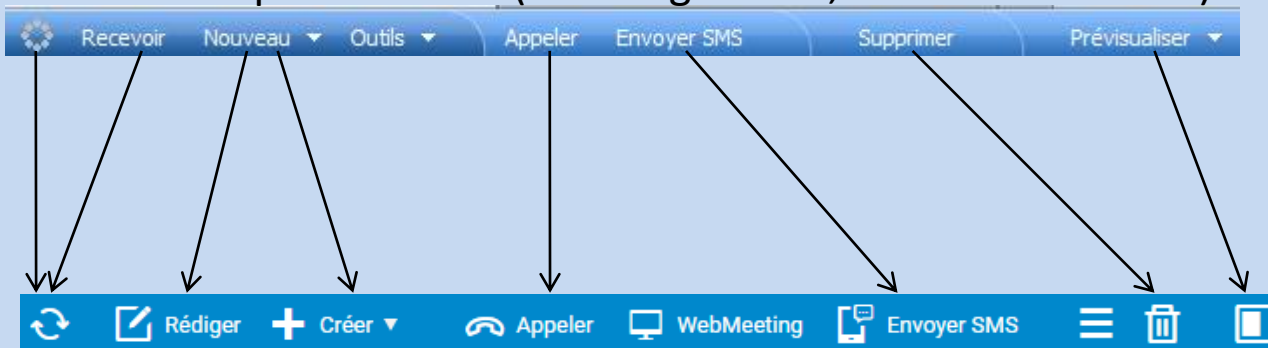 Recevoir Nouveau Outils Appeler Envoyer SMS Supprimer Prévisualiser
Rédiger Créer Appeler WebMeeting Envoyer SMS